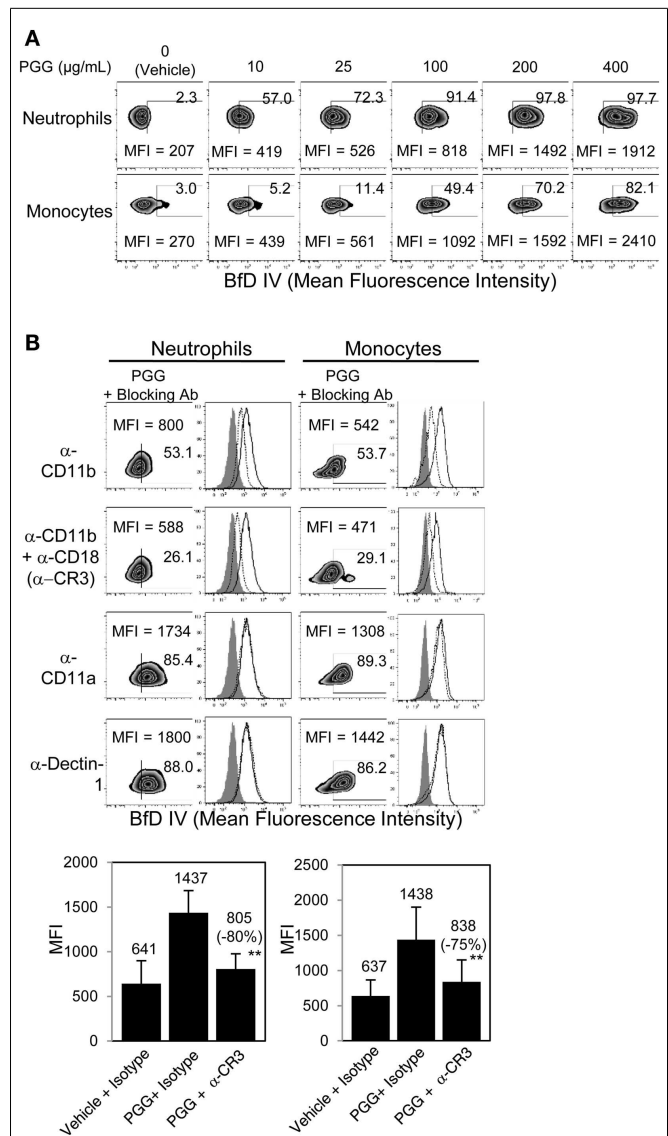 A
PGG (µg/mL)
0
(Vehicle)
10
25
100
200
400
Neutrophils
2.3
57.0
72.3
91.4
97.8
97.7
MFI = 207
MFI = 419
MFI = 526
MFI = 818
MFI = 1492
MFI = 1912
Monocytes
3.0
5.2
11.4
49.4
70.2
82.1
MFI = 270
MFI = 439
MFI = 561
MFI = 1092
MFI = 1592
MFI = 2410
BfD IV (Mean Fluorescence Intensity)
B
Neutrophils
Monocytes
PGG
+ Blocking Ab
PGG
+ Blocking Ab
α-
CD11b
MFI = 800
53.1
MFI = 542
53.7
α-CD11b
+ α-CD18
(α–CR3)
MFI = 588
26.1
MFI = 471
29.1
α-
CD11a
MFI = 1734
85.4
MFI = 1308
89.3
α-Dectin-
1
MFI = 1800
88.0
MFI = 1442
86.2
BfD IV (Mean Fluorescence Intensity)
MFI
2000
1500
1000
500
0
641
1437
805
(-80%)
**
Vehicle + Isotype
PGG+ Isotype
PGG + α-CR3
MFI
2500
2000
1500
1000
500
0
637
1438
838
(-75%)
**
Vehicle + Isotype
PGG+ Isotype
PGG + α-CR3